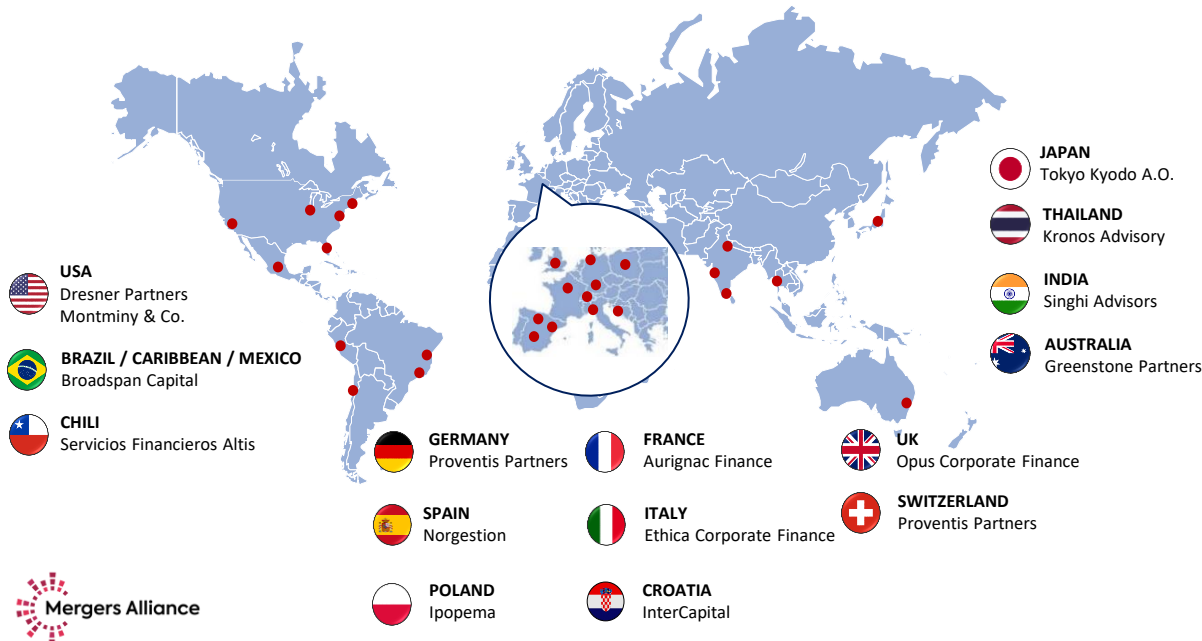 USA
Dresner Partners
Montminy & Co.
BRAZIL / CARIBBEAN / MEXICO
Broadspan Capital
CHILI
Servicios Financieros Altis
JAPAN
Tokyo Kyodo A.O.
THAILAND
Kronos Advisory
INDIA
Singhi Advisors
AUSTRALIA
Greenstone Partners
GERMANY
Proventis Partners
FRANCE
Aurignac Finance
UK
Opus Corporate Finance
SPAIN
Norgestion
ITALY
Ethica Corporate Finance
SWITZERLAND
Proventis Partners
POLAND
Ipopema
CROATIA
InterCapital
Mergers Alliance